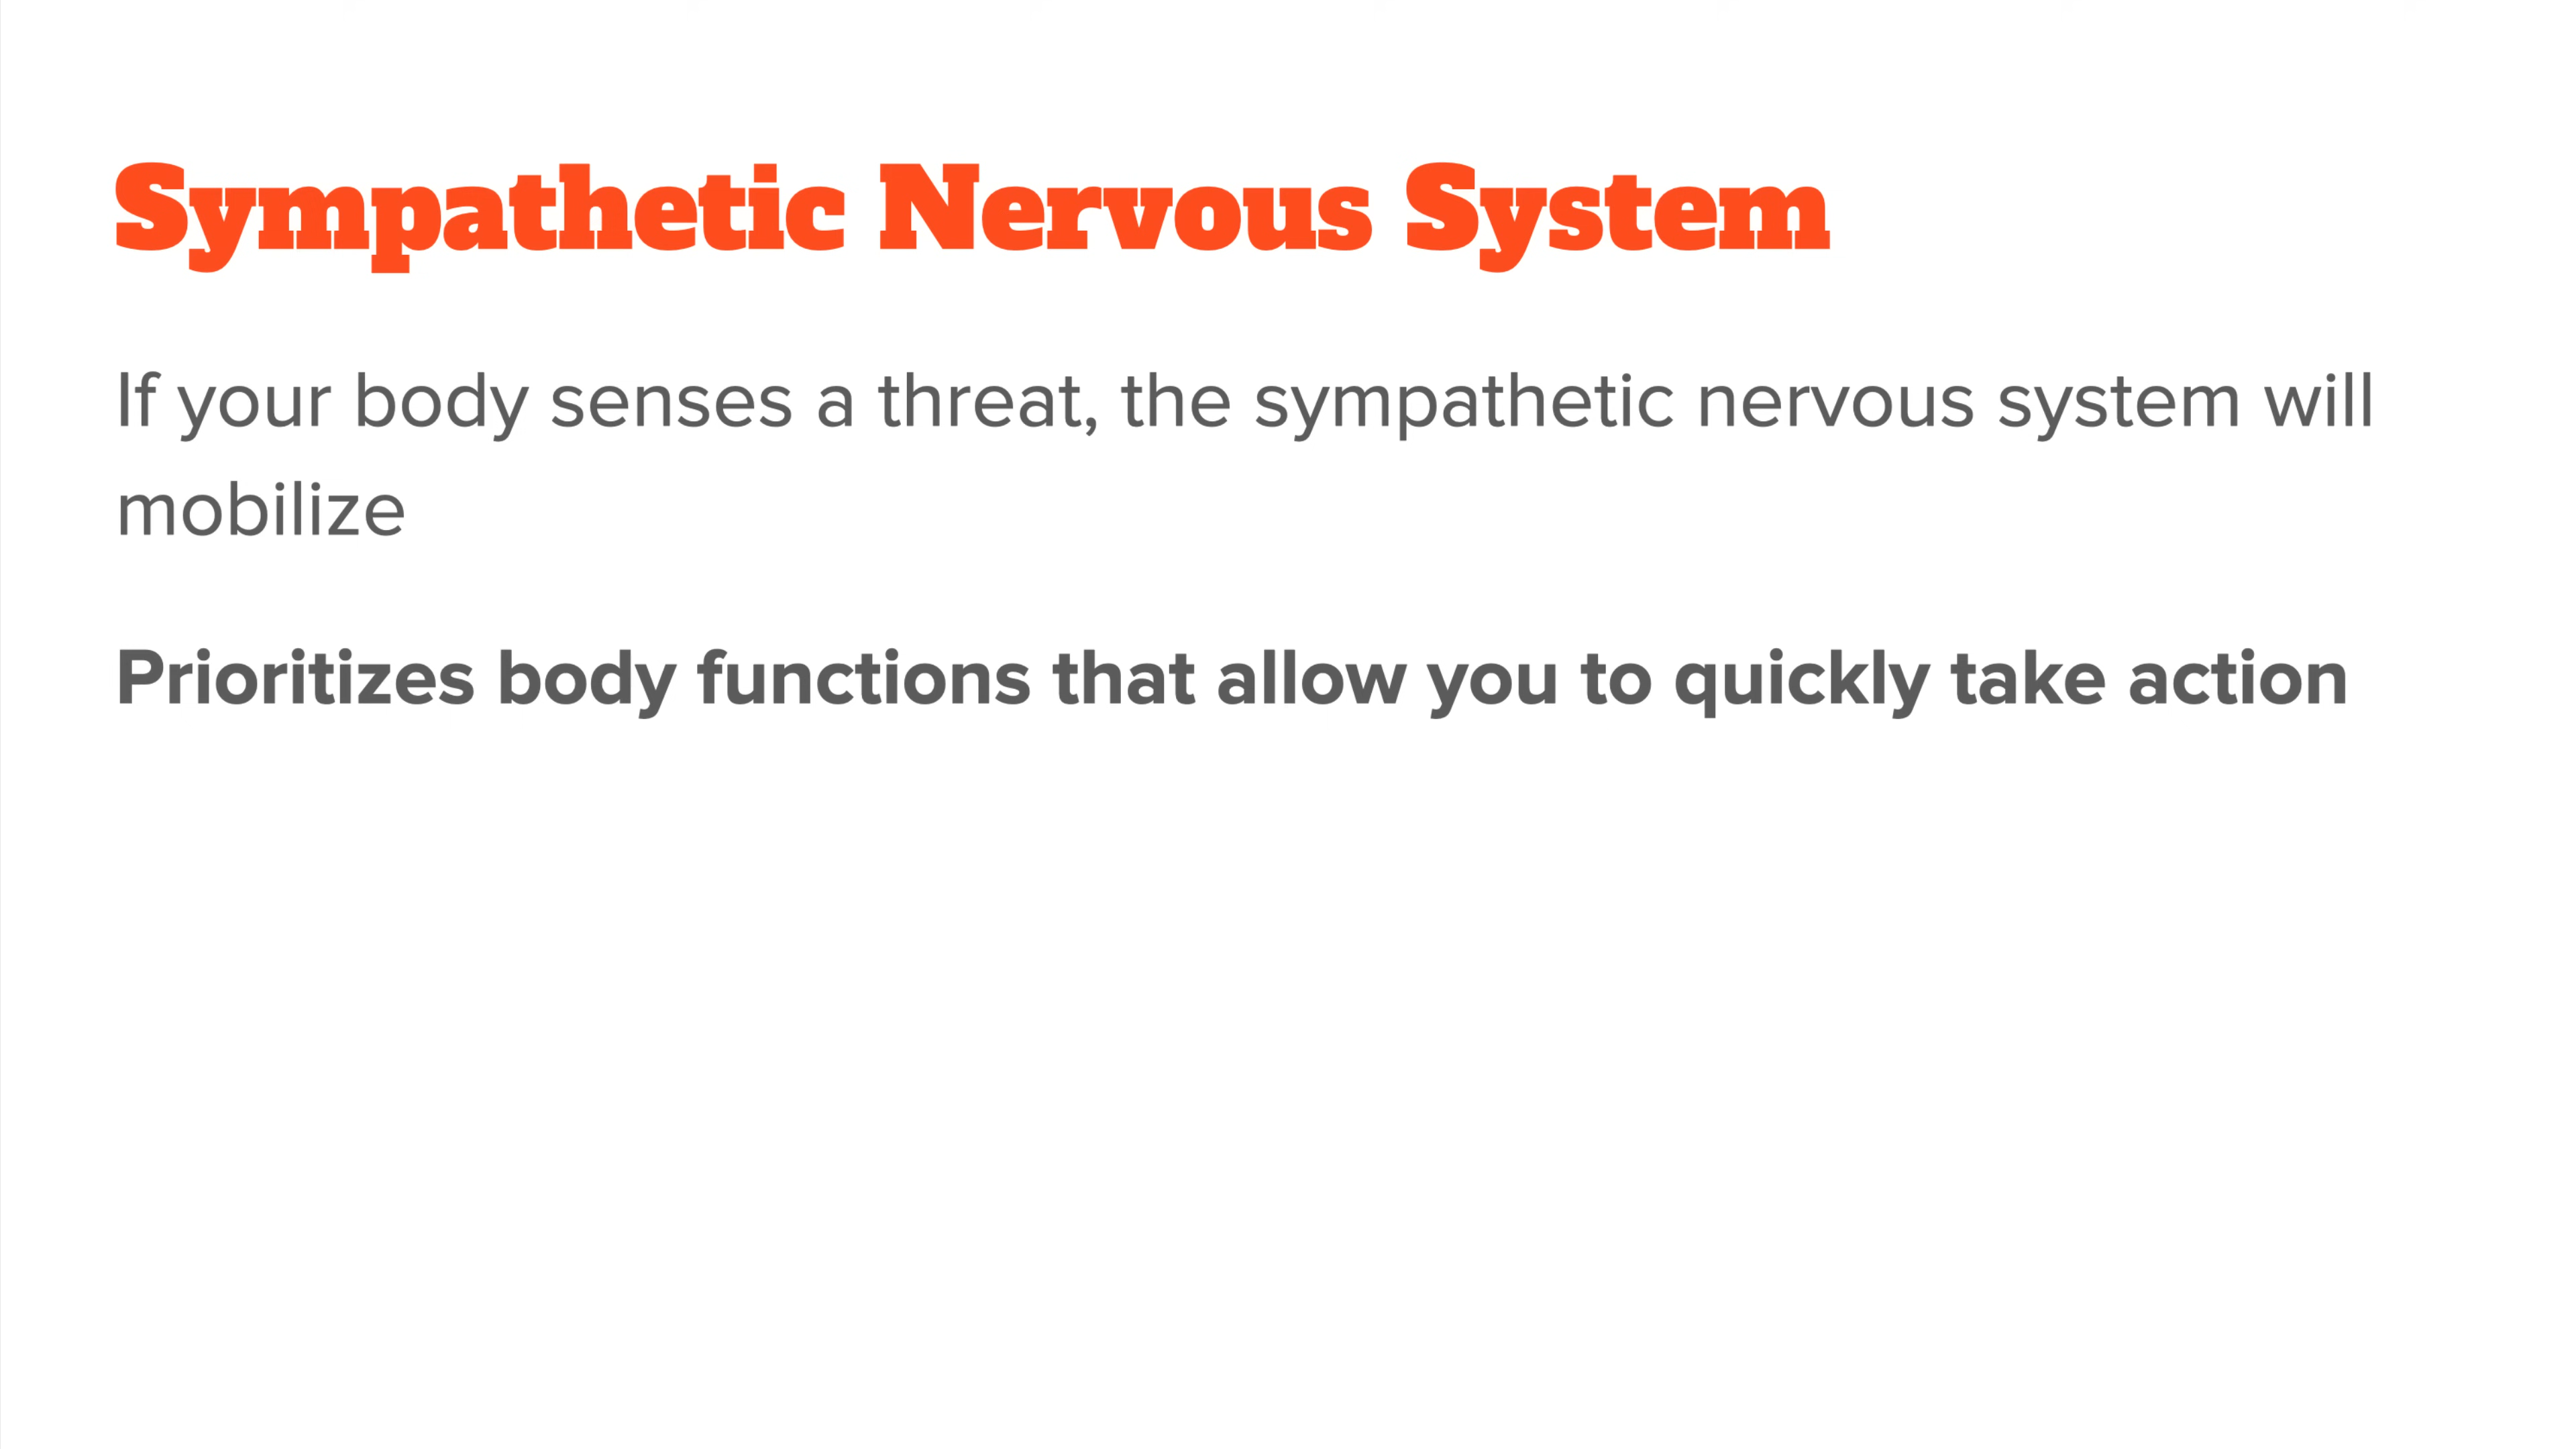 Sympathetic Nervous System
If your body senses a threat, the sympathetic nervous system will
mobilize
Prioritizes body functions that allow you to quickly take action